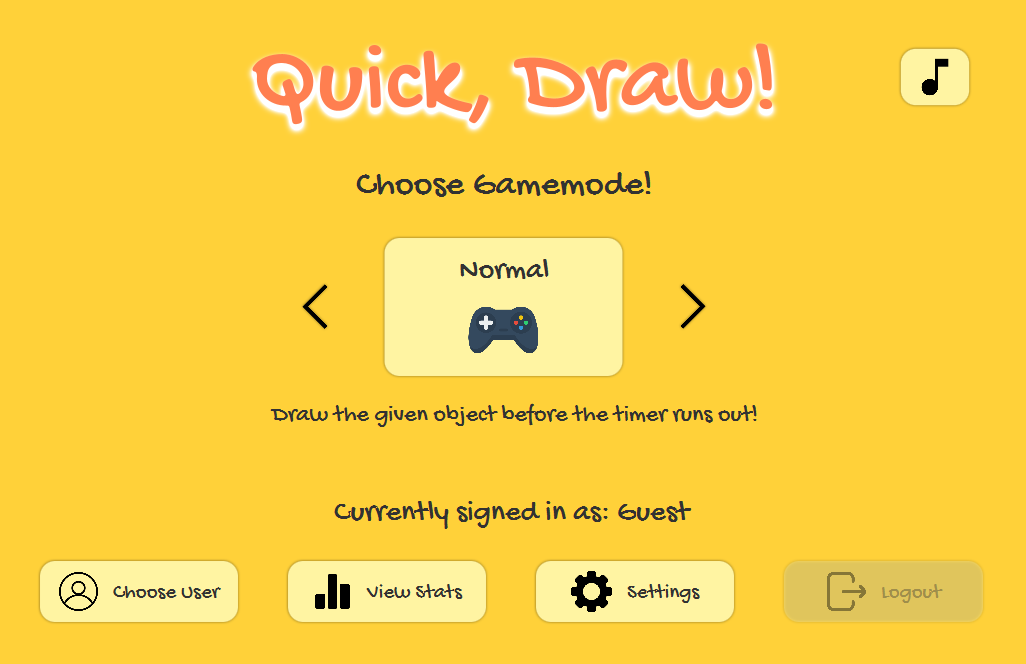 Quick, Draw!
Choose Gamemode!
Normal
Draw the given object before the timer runs out!
Currently signed in as: Guest
Choose User
View Stats
Settings
Logout